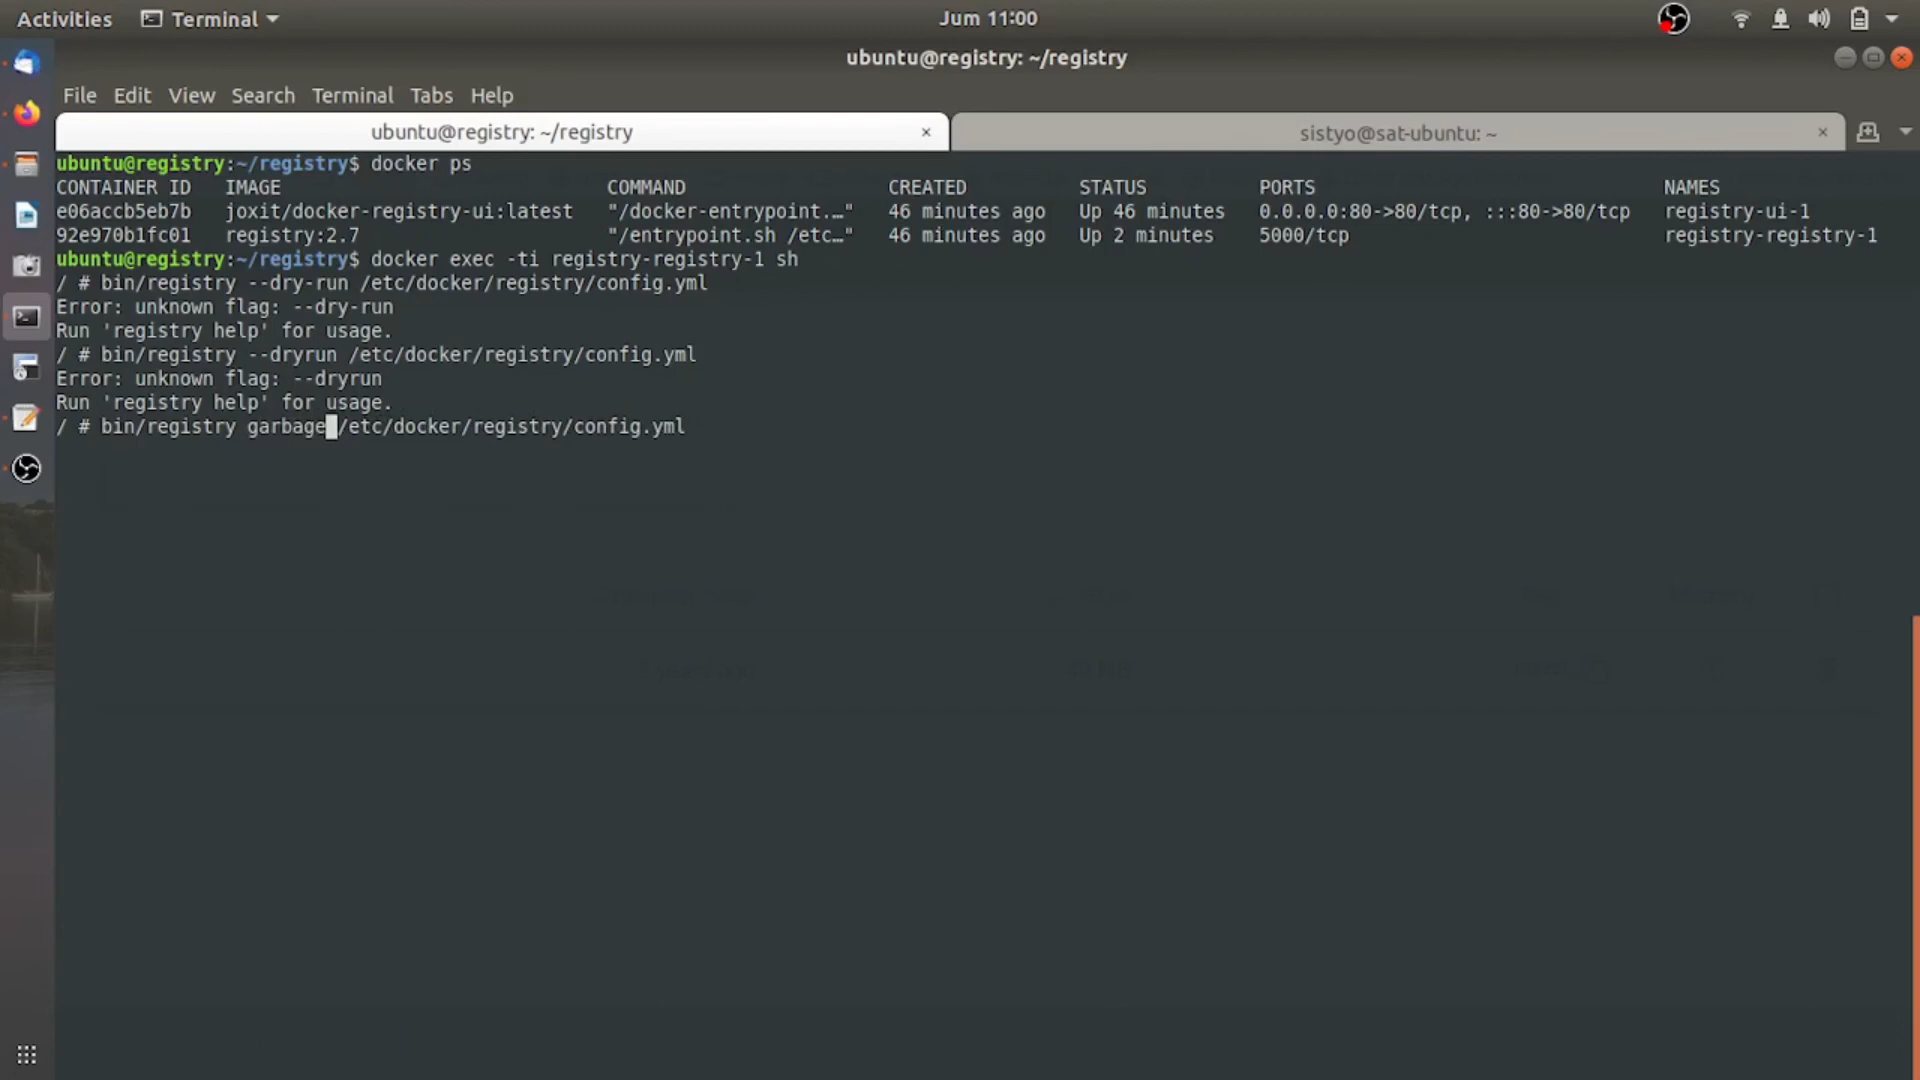 Activities Terminal Jum 11:00
ubuntu@registry: ~/registry
File Edit View Search Terminal Tabs Help
ubuntu@registry: ~/registry × sistyo@sat-ubuntu: ~ ×
ubuntu@registry:~/registry$ docker ps
CONTAINER ID IMAGE COMMAND CREATED STATUS PORTS NAMES
e06accb5eb7b joxit/docker-registry-ui:latest "/docker-entrypoint.…" 46 minutes ago Up 46 minutes 0.0.0.0:80->80/tcp, :::80->80/tcp registry-ui-1
92e970b1fc01 registry:2.7 "/entrypoint.sh /etc…" 46 minutes ago Up 2 minutes 5000/tcp registry-registry-1
ubuntu@registry:~/registry$ docker exec -ti registry-registry-1 sh
/ # bin/registry --dry-run /etc/docker/registry/config.yml
Error: unknown flag: --dry-run
Run 'registry help' for usage.
/ # bin/registry --dryrun /etc/docker/registry/config.yml
Error: unknown flag: --dryrun
Run 'registry help' for usage.
/ # bin/registry garbage /etc/docker/registry/config.yml